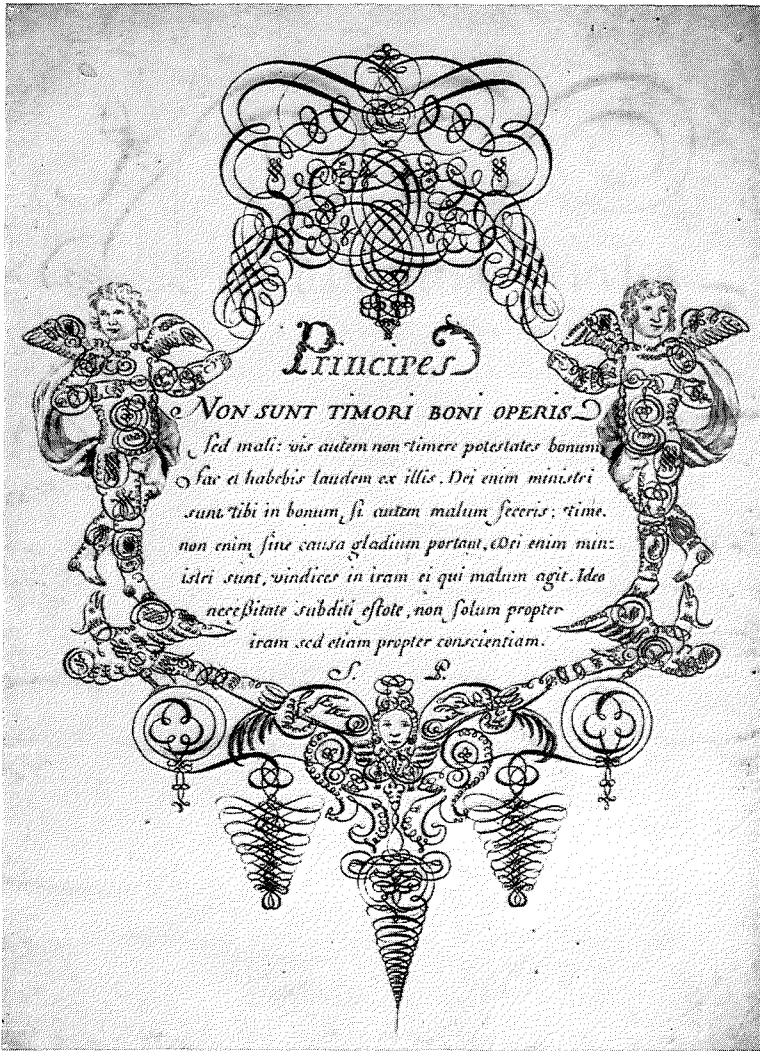 Principes
NON SUNT TIMORI BONI OPERIS
sed mali: vis autem non timere potestates bonum
fac et habebis laudem ex illis. Dei enim ministri
sunt tibi in bonum, si autem malum feceris; time.
non enim sine causa gladium portant, Dei enim min:
istri sunt, vindices in iram ei qui malum agit. Ideo
neceßitate subditi estote, non solum propter
iram sed etiam propter conscientiam.
S. P.